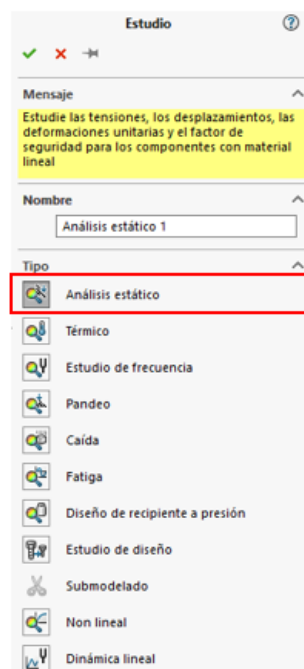 Estudio
Mensaje
Estudie las tensiones, los desplazamientos, las
deformaciones unitarias y el factor de
seguridad para los componentes con material
lineal
Nombre
Análisis estático 1
Tipo
Análisis estático
Térmico
Estudio de frecuencia
Pandeo
Caída
Fatiga
Diseño de recipiente a presión
Estudio de diseño
Submodelado
Non lineal
Dinámica lineal